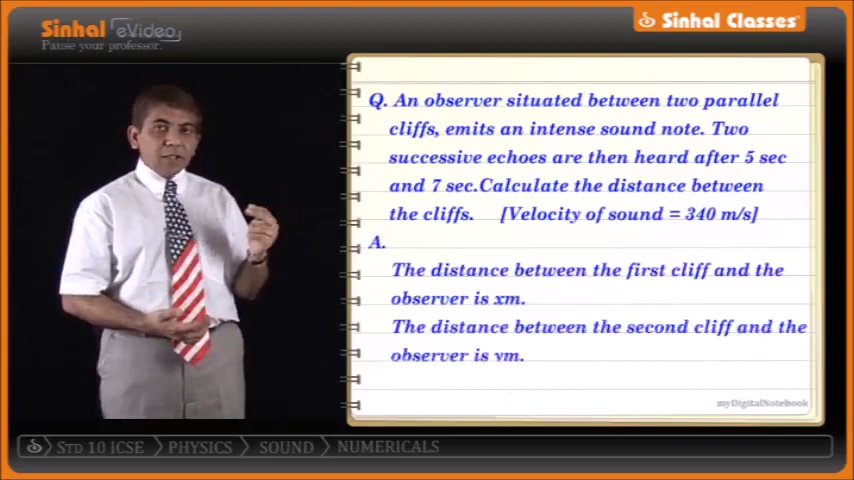 Sinhal eVideo
Pause your professor.
Sinhal Classes
Q. An observer situated between two parallel
cliffs, emits an intense sound note. Two
successive echoes are then heard after 5 sec
and 7 sec.Calculate the distance between
the cliffs. [Velocity of sound = 340 m/s]
A.
The distance between the first cliff and the
observer is xm.
The distance between the second cliff and the
observer is ym.
myDigitalNotebook
STD 10 ICSE PHYSICS SOUND NUMERICALS